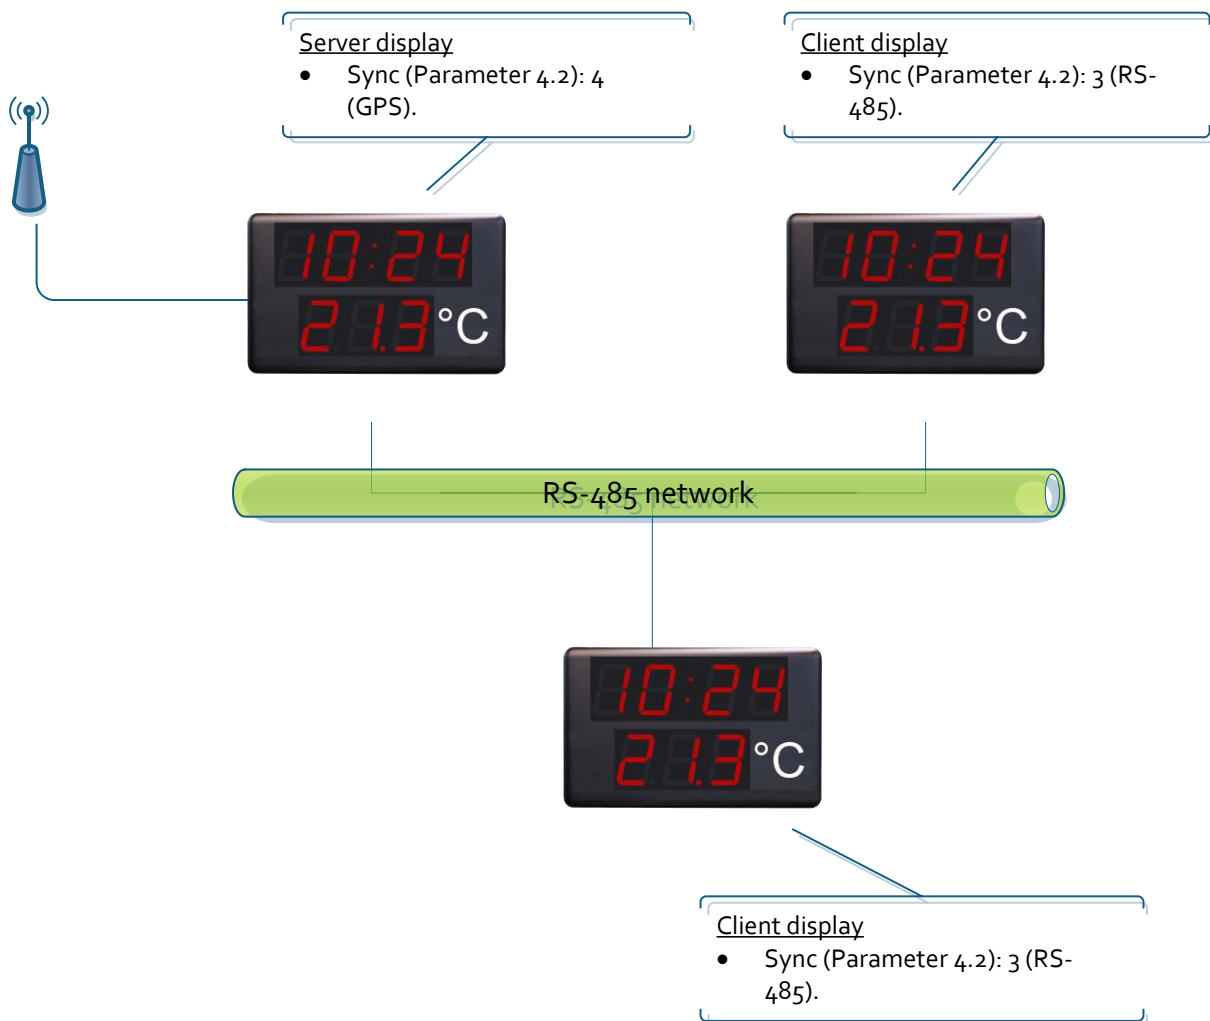 Server display
• Sync (Parameter 4.2): 4
(GPS).
Client display
• Sync (Parameter 4.2): 3 (RS-
485).
10:24
21.3 °C
10:24
21.3 °C
RS-485 network
10:24
21.3 °C
Client display
• Sync (Parameter 4.2): 3 (RS-
485).